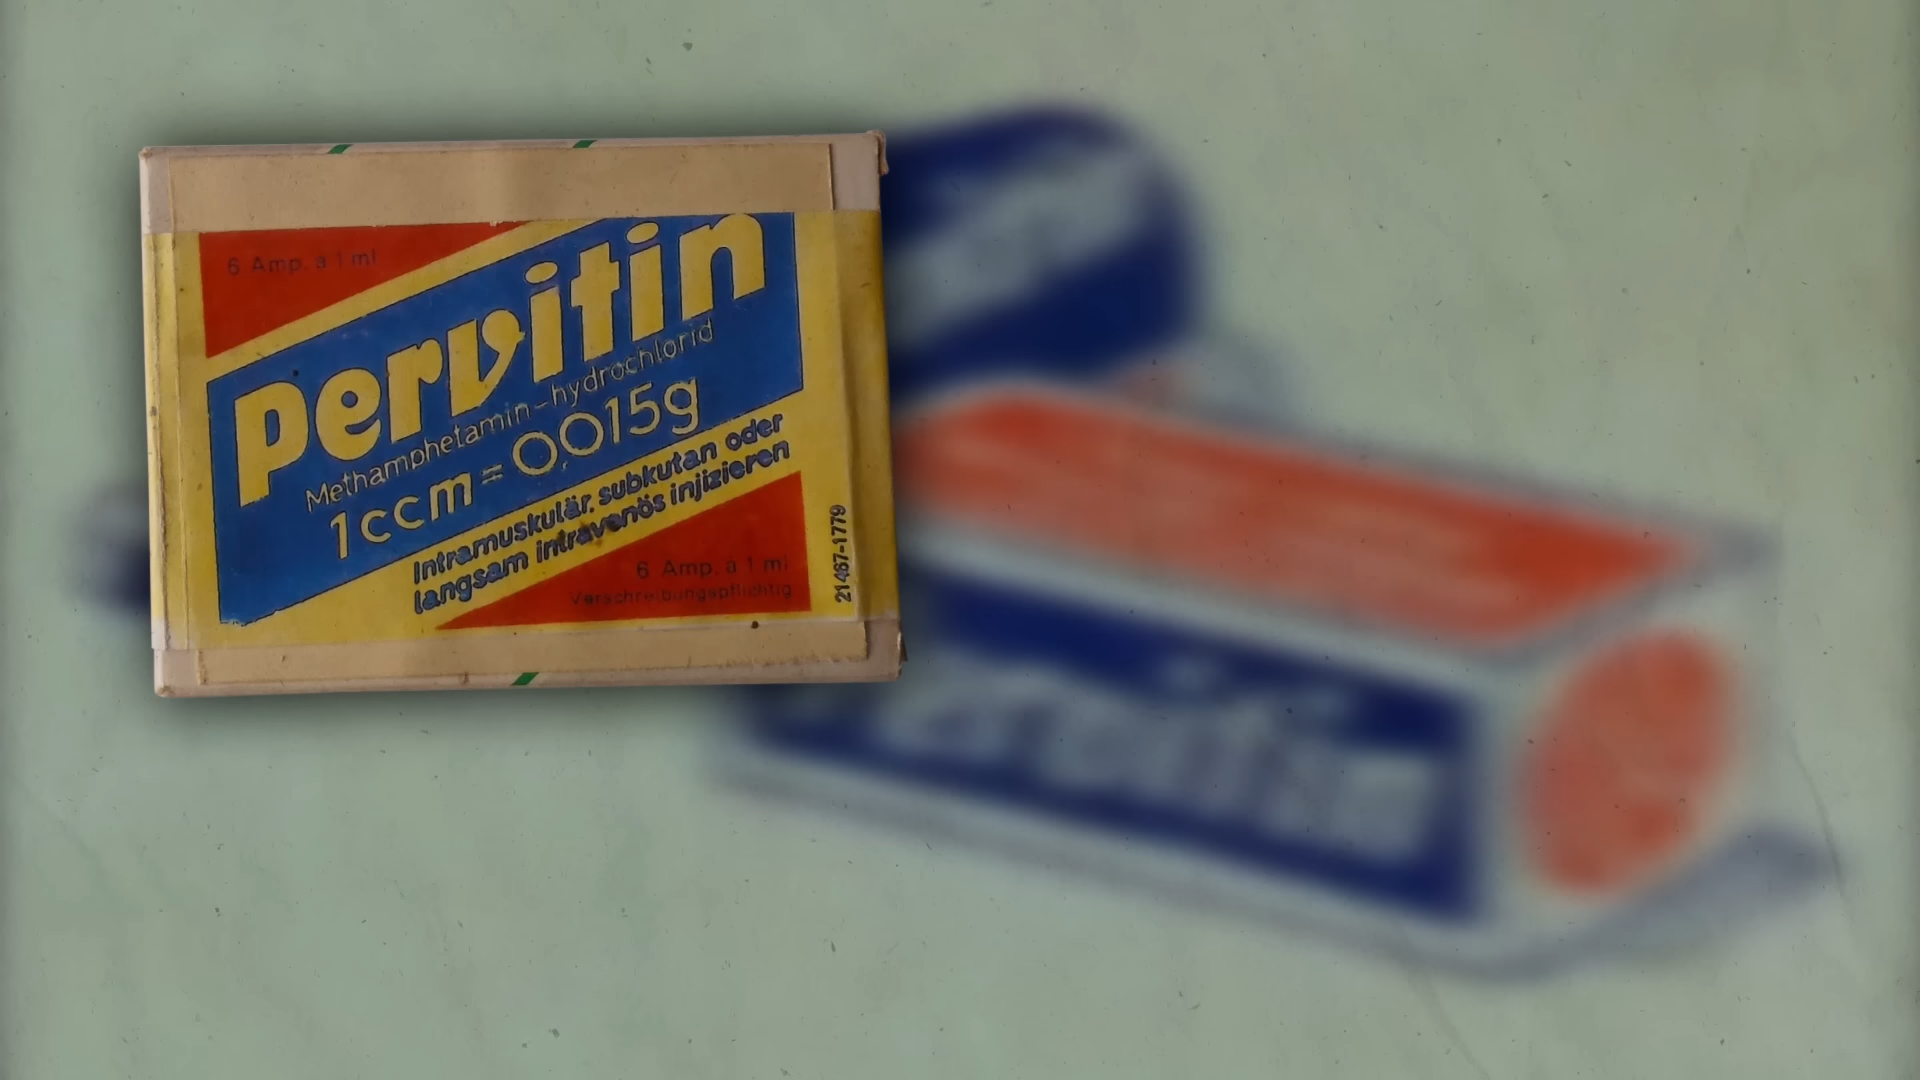 6 Amp. à 1 ml
Pervitin
Methamphetamin-hydrochlorid
1ccm = 0,015g
Intramuskulär, subkutan oder
langsam intravenös injizieren
6 Amp. à 1 ml
Verschreibungspflichtig
21467-1779